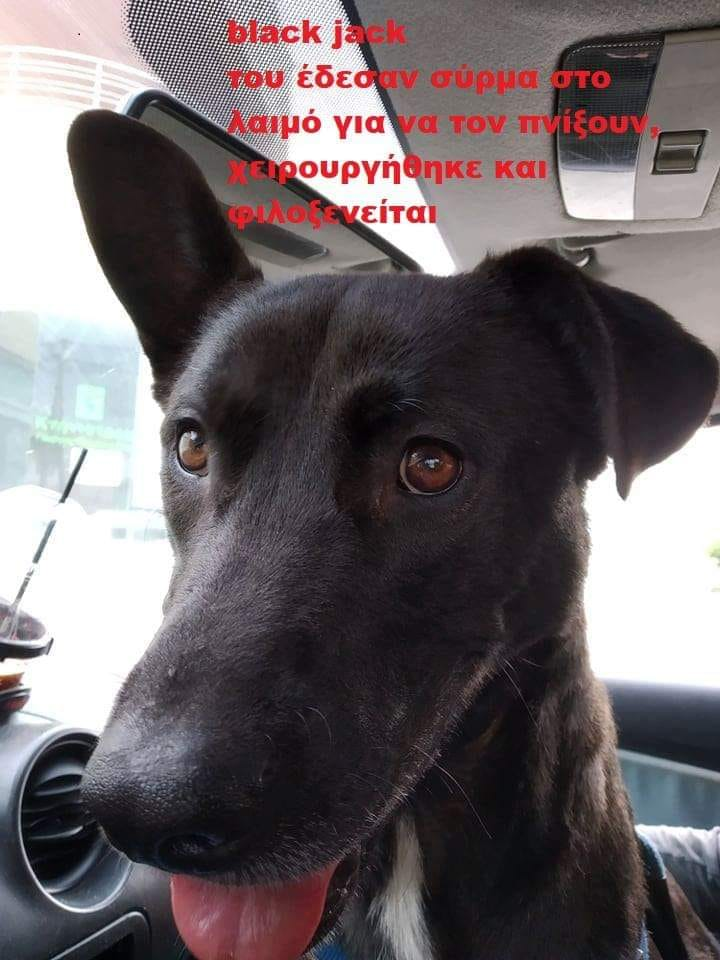 black jack
του έδεσαν σύρμα στο
λαιμό για να τον πνίξουν,
χειρουργήθηκε και
φιλοξενείται